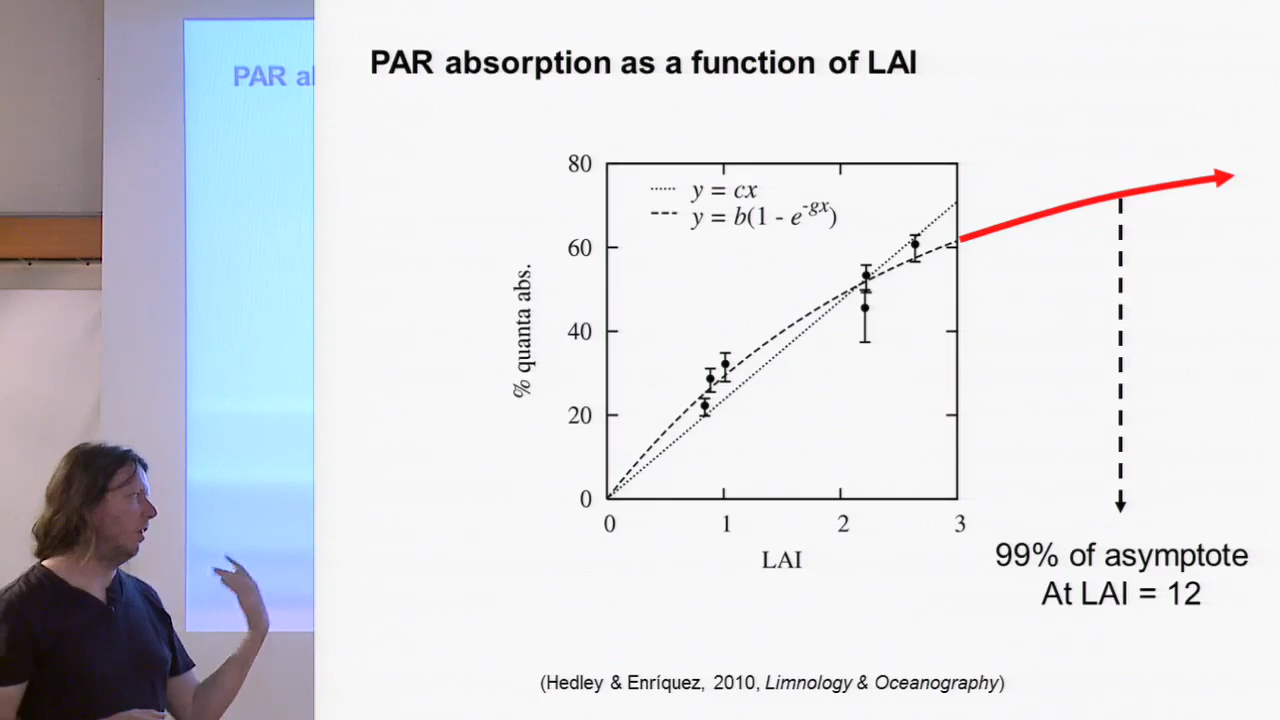 PAR al
PAR absorption as a function of LAI
80
60
40
20
0
% quanta abs.
y = cx
y = b(1 - e^-gx)
0 1 2 3
LAI
99% of asymptote
At LAI = 12
(Hedley & Enríquez, 2010, Limnology & Oceanography)